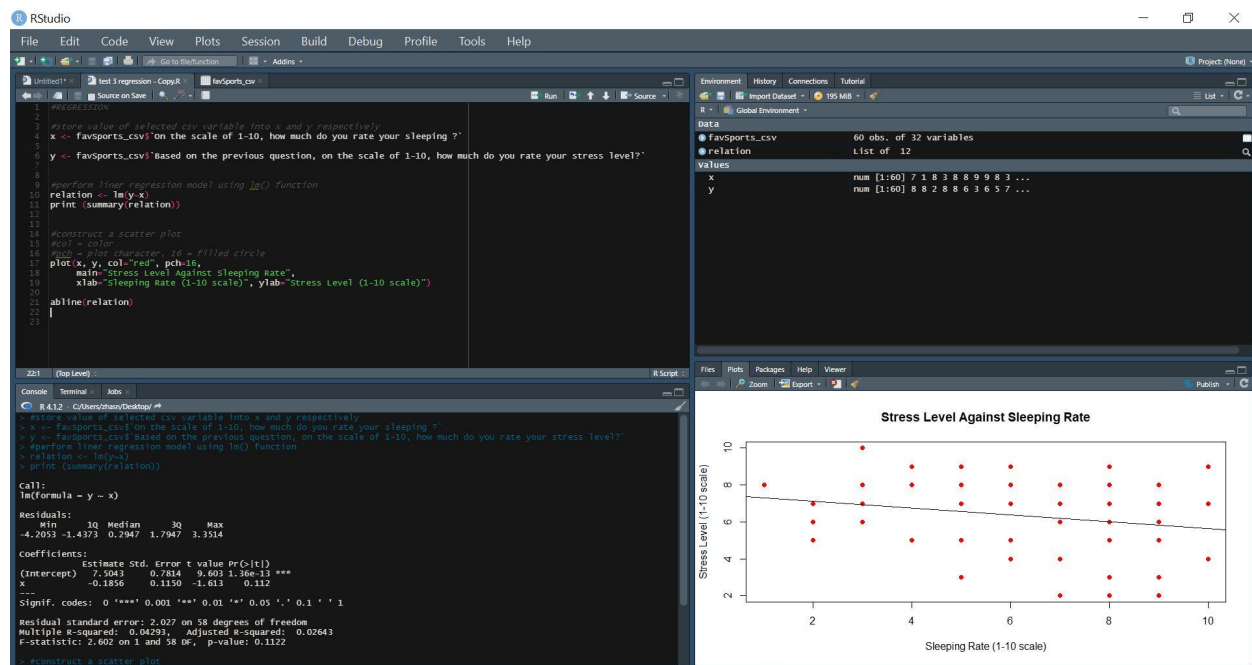 RStudio
File Edit Code View Plots Session Build Debug Profile Tools Help
Go to file/function Addins Project: (None)
Untitled1* test 3 regression - Copy.R favSports_csv
Source on Save Run Source
1 #REGRESSION
2
3 #store value of selected csv variable into x and y respectively
4 x <- favSports_csv$`On the scale of 1-10, how much do you rate your sleeping ?`
5
6 y <- favSports_csv$`Based on the previous question, on the scale of 1-10, how much do you rate your stress level?`
7
8
9 #perform liner regression model using lm() function
10 relation <- lm(y~x)
11 print (summary(relation))
12
13
14 #construct a scatter plot
15 #col = color
16 #pch = plot character, 16 = filled circle
17 plot(x, y, col="red", pch=16,
18 main="Stress Level Against Sleeping Rate",
19 xlab="Sleeping Rate (1-10 scale)", ylab="Stress Level (1-10 scale)")
20
21 abline(relation)
22
23
22:1 (Top Level) R Script
Console Terminal Jobs
R 4.1.2 · C:/Users/zhasn/Desktop/
> #store value of selected csv variable into x and y respectively
> x <- favSports_csv$`On the scale of 1-10, how much do you rate your sleeping ?`
> y <- favSports_csv$`Based on the previous question, on the scale of 1-10, how much do you rate your stress level?`
> #perform liner regression model using lm() function
> relation <- lm(y~x)
> print (summary(relation))
Call:
lm(formula = y ~ x)
Residuals:
Min 1Q Median 3Q Max
-4.2053 -1.4373 0.2947 1.7947 3.3514
Coefficients:
Estimate Std. Error t value Pr(>|t|)
(Intercept) 7.5043 0.7814 9.603 1.36e-13 ***
x -0.1856 0.1150 -1.613 0.112
---
Signif. codes: 0 ‘***’ 0.001 ‘**’ 0.01 ‘*’ 0.05 ‘.’ 0.1 ‘ ’ 1
Residual standard error: 2.027 on 58 degrees of freedom
Multiple R-squared: 0.04293, Adjusted R-squared: 0.02643
F-statistic: 2.602 on 1 and 58 DF, p-value: 0.1122
> #construct a scatter plot
Environment History Connections Tutorial
Import Dataset 195 MiB List
R Global Environment
Data
favSports_csv 60 obs. of 32 variables
relation List of 12
Values
x num [1:60] 7 1 8 3 8 8 9 9 8 3 ...
y num [1:60] 8 8 2 8 8 6 3 6 5 7 ...
Files Plots Packages Help Viewer
Zoom Export Publish
Stress Level Against Sleeping Rate
Stress Level (1-10 scale)
10
8
6
4
2
2 4 6 8 10
Sleeping Rate (1-10 scale)